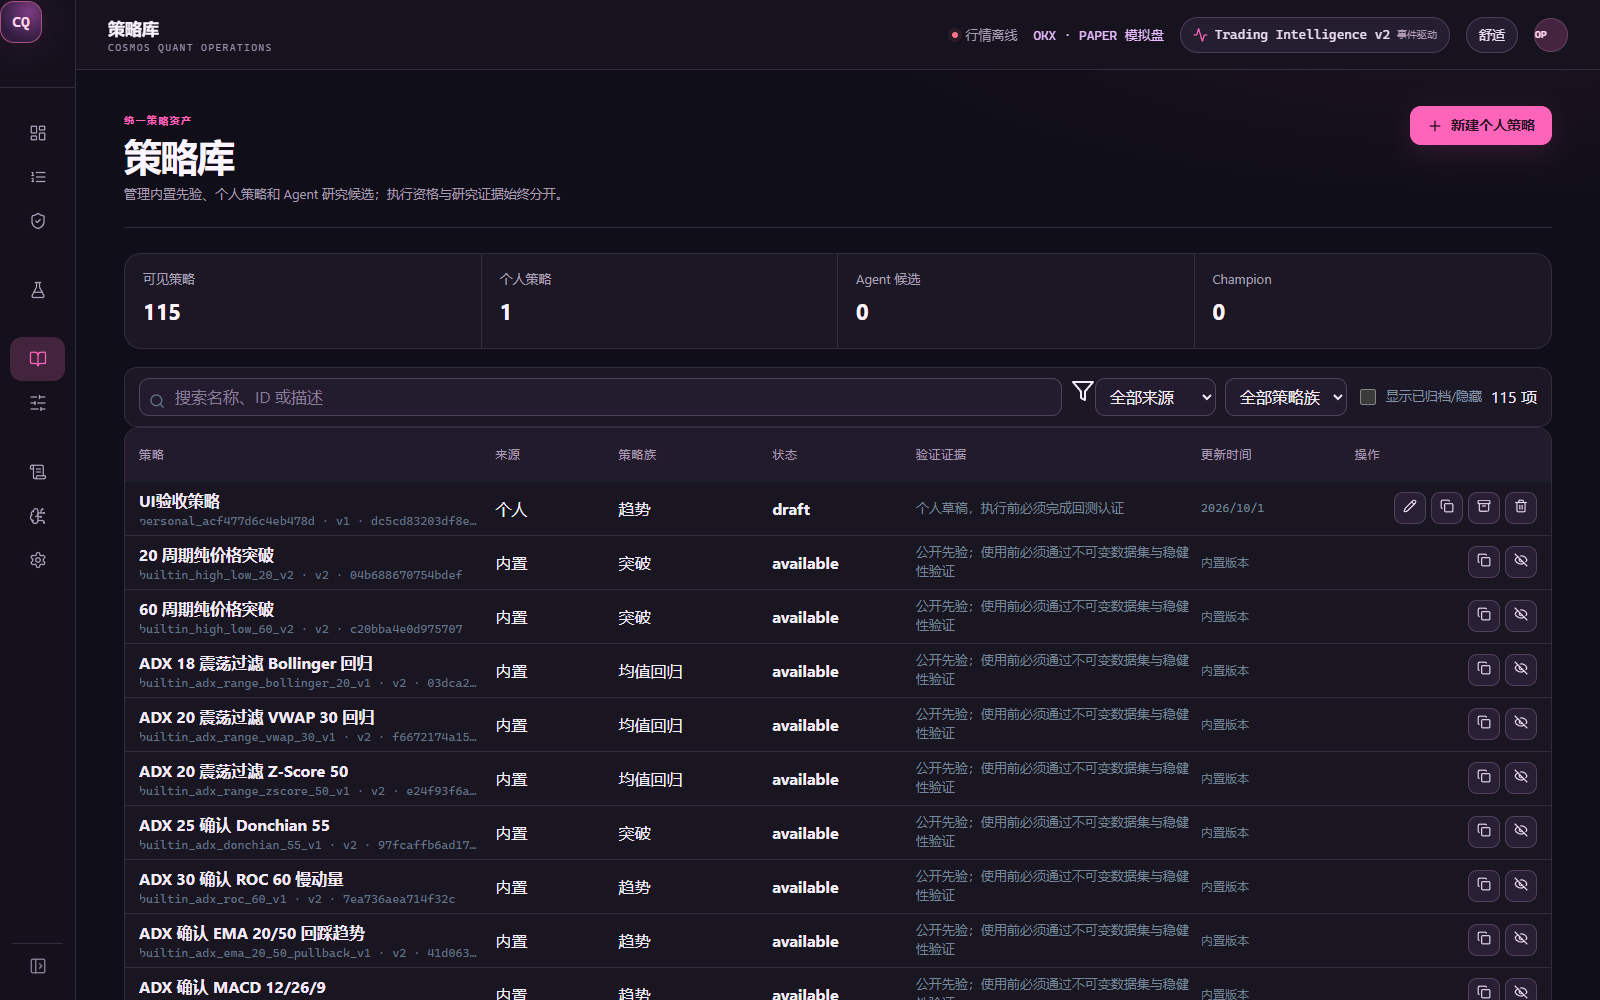 CQ
策略库
COSMOS QUANT OPERATIONS
行情离线
OKX · PAPER 模拟盘
Trading Intelligence v2 事件驱动
舒适
OP
统一策略资产
策略库
管理内置先验、个人策略和 Agent 研究候选；执行资格与研究证据始终分开。
新建个人策略
可见策略
115
个人策略
1
Agent 候选
0
Champion
0
搜索名称、ID 或描述
全部来源
全部策略族
显示已归档/隐藏
115 项
策略 来源 策略族 状态 验证证据 更新时间 操作
UI验收策略
personal_acf477d6c4eb478d · v1 · dc5cd83203df8e…
个人 趋势 draft 个人草稿，执行前必须完成回测认证 2026/10/1
20 周期纯价格突破
builtin_high_low_20_v2 · v2 · 04b688670754bdef
内置 突破 available 公开先验；使用前必须通过不可变数据集与稳健
性验证
内置版本
60 周期纯价格突破
builtin_high_low_60_v2 · v2 · c20bba4e0d975707
内置 突破 available 公开先验；使用前必须通过不可变数据集与稳健
性验证
内置版本
ADX 18 震荡过滤 Bollinger 回归
builtin_adx_range_bollinger_20_v1 · v2 · 03dca2…
内置 均值回归 available 公开先验；使用前必须通过不可变数据集与稳健
性验证
内置版本
ADX 20 震荡过滤 VWAP 30 回归
builtin_adx_range_vwap_30_v1 · v2 · f6672174a15…
内置 均值回归 available 公开先验；使用前必须通过不可变数据集与稳健
性验证
内置版本
ADX 20 震荡过滤 Z-Score 50
builtin_adx_range_zscore_50_v1 · v2 · e24f93f6a…
内置 均值回归 available 公开先验；使用前必须通过不可变数据集与稳健
性验证
内置版本
ADX 25 确认 Donchian 55
builtin_adx_donchian_55_v1 · v2 · 97fcaffb6ad17…
内置 突破 available 公开先验；使用前必须通过不可变数据集与稳健
性验证
内置版本
ADX 30 确认 ROC 60 慢动量
builtin_adx_roc_60_v1 · v2 · 7ea736aea714f32c
内置 趋势 available 公开先验；使用前必须通过不可变数据集与稳健
性验证
内置版本
ADX 确认 EMA 20/50 回踩趋势
builtin_adx_ema_20_50_pullback_v1 · v2 · 41d063…
内置 趋势 available 公开先验；使用前必须通过不可变数据集与稳健
性验证
内置版本
ADX 确认 MACD 12/26/9
内置 趋势 available 公开先验；使用前必须通过不可变数据集与稳健
内置版本